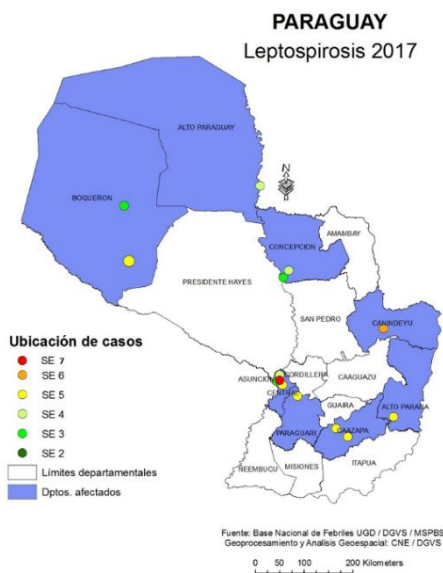 PARAGUAY
Leptospirosis 2017
ALTO PARAGUAY
N
BOQUERON
AMAMBAY
CONCEPCION
PRESIDENTE HAYES
SAN PEDRO
CANINDEYU
Ubicación de casos
SE 7
SE 6
SE 5
SE 4
SE 3
SE 2
Límites departamentales
Dptos. afectados
CORDILLERA
ASUNCION
CAAGUAZU
CENTRAL
GUAIRA
ALTO PARANA
PARAGUARI
CAAZAPA
ÑEEMBUCU
MISIONES
ITAPUA
Fuente: Base Nacional de Febriles UGD / DGVS / MSPBS
Geoprocesamiento y Analisis Geoespacial: CNE / DGVS
0 50 100 200 Kilometers